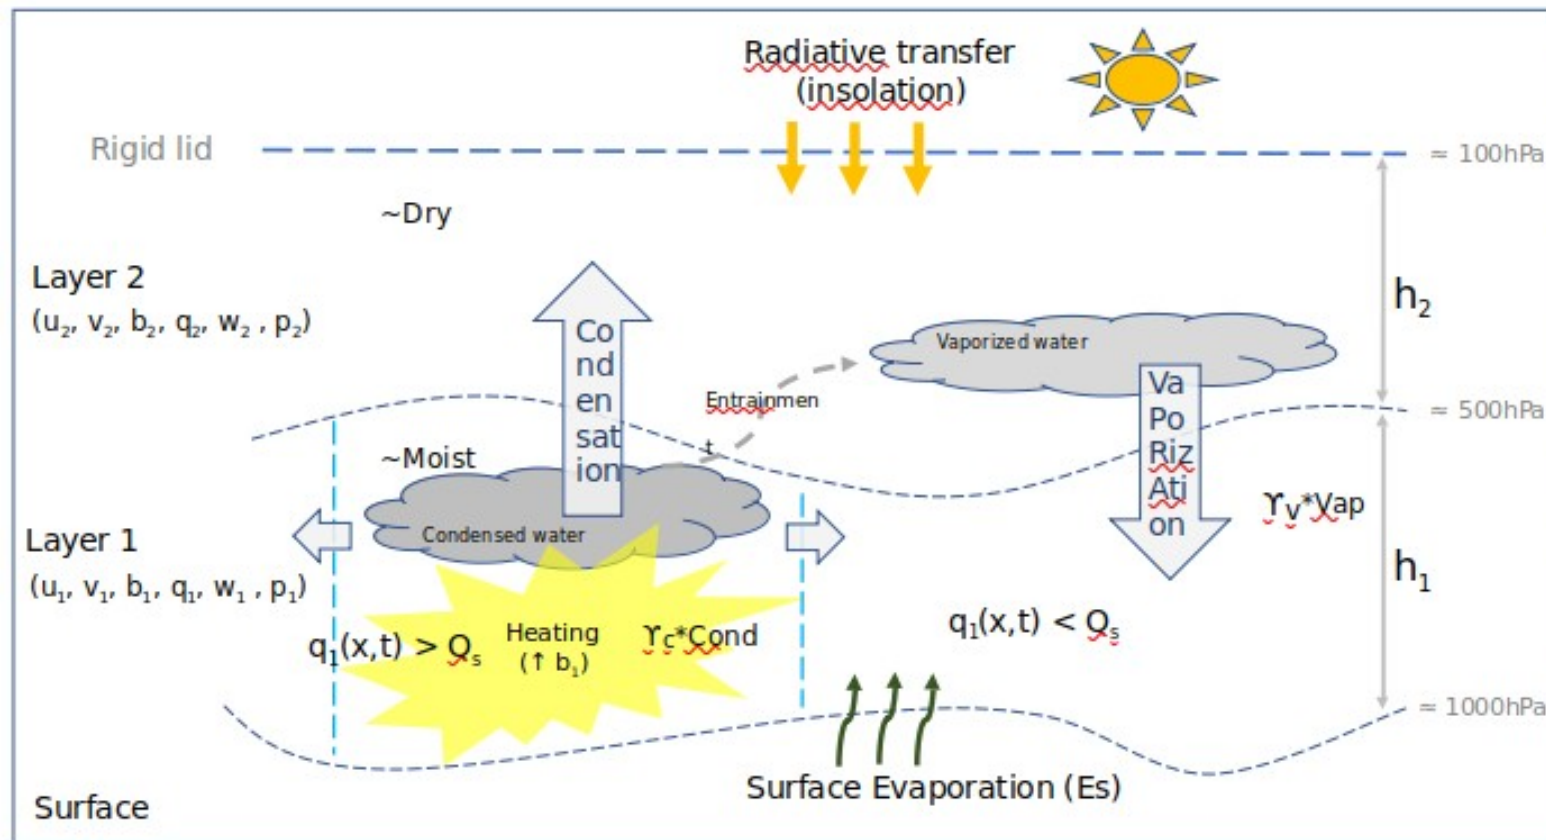 Radiative transfer
(insolation)
Rigid lid
≈ 100hPa
~Dry
Layer 2
(u₂, v₂, b₂, q₂, w₂ , p₂)
h₂
Co
nd
en
sat
ion
Vaporized water
Entrainmen
t
Va
Po
Riz
Ati
on
≈ 500hPa
~Moist
Condensed water
ϒv*Vap
Layer 1
(u₁, v₁, b₁, q₁, w₁ , p₁)
h₁
q₁(x,t) > Qₛ
Heating
(↑ b₁)
ϒc*Cond
q₁(x,t) < Qₛ
≈ 1000hPa
Surface Evaporation (Es)
Surface